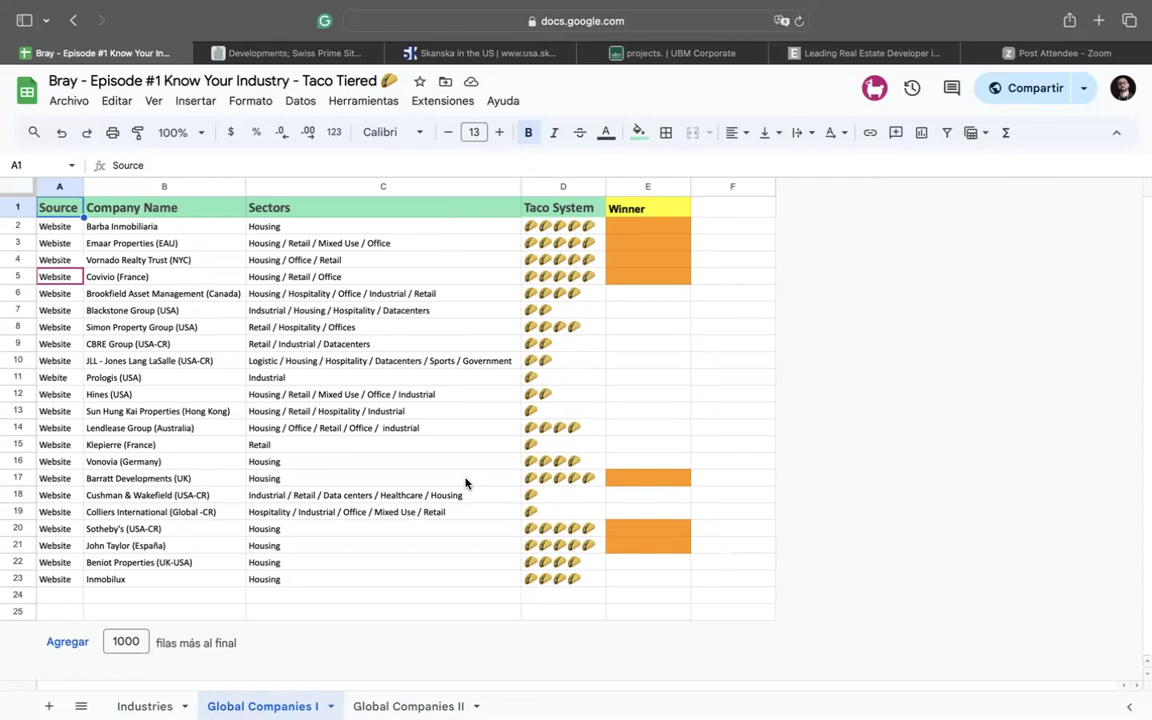 docs.google.com
Bray - Episode #1 Know Your In...
Developments; Swiss Prime Sit...
Skanska in the US | www.usa.sk...
projects. | UBM Corporate
Leading Real Estate Developer i...
Post Attendee - Zoom
Bray - Episode #1 Know Your Industry - Taco Tiered 🌮
Archivo Editar Ver Insertar Formato Datos Herramientas Extensiones Ayuda
Compartir
100% $ % .0 .00 123 Calibri 13 B I A
A1 Source
A B C D E F
1 Source Company Name Sectors Taco System Winner
2 Website Barba Inmobiliaria Housing 🌮🌮🌮🌮🌮
3 Webiste Emaar Properties (EAU) Housing / Retail / Mixed Use / Office 🌮🌮🌮🌮🌮
4 Website Vornado Realty Trust (NYC) Housing / Office / Retail 🌮🌮🌮🌮🌮
5 Website Covivio (France) Housing / Retail / Office 🌮🌮🌮🌮🌮
6 Website Brookfield Asset Management (Canada) Housing / Hospitality / Office / Industrial / Retail 🌮🌮🌮🌮
7 Website Blackstone Group (USA) Indsutrial / Housing / Hospitality / Datacenters 🌮🌮
8 Website Simon Property Group (USA) Retail / Hospitality / Offices 🌮🌮🌮🌮
9 Website CBRE Group (USA-CR) Retail / Industrial / Datacenters 🌮🌮
10 Website JLL - Jones Lang LaSalle (USA-CR) Logistic / Housing / Hospitality / Datacenters / Sports / Government 🌮🌮
11 Webite Prologis (USA) Industrial 🌮
12 Website Hines (USA) Housing / Retail / Mixed Use / Office / Industrial 🌮🌮
13 Website Sun Hung Kai Properties (Hong Kong) Housing / Retail / Hospitality / Industrial 🌮
14 Website Lendlease Group (Australia) Housing / Office / Retail / Office / industrial 🌮🌮🌮🌮
15 Website Klepierre (France) Retail 🌮
16 Website Vonovia (Germany) Housing 🌮🌮🌮🌮
17 Website Barratt Developments (UK) Housing 🌮🌮🌮🌮🌮
18 Website Cushman & Wakefield (USA-CR) Industrial / Retail / Data centers / Healthcare / Housing 🌮
19 Website Colliers International (Global -CR) Hospitality / Industrial / Office / Mixed Use / Retail 🌮
20 Website Sotheby's (USA-CR) Housing 🌮🌮🌮🌮🌮
21 Website John Taylor (España) Housing 🌮🌮🌮🌮🌮
22 Website Beniot Properties (UK-USA) Housing 🌮🌮🌮🌮
23 Website Inmobilux Housing 🌮🌮🌮🌮
24
25
Agregar 1000 filas más al final
Industries Global Companies I Global Companies II